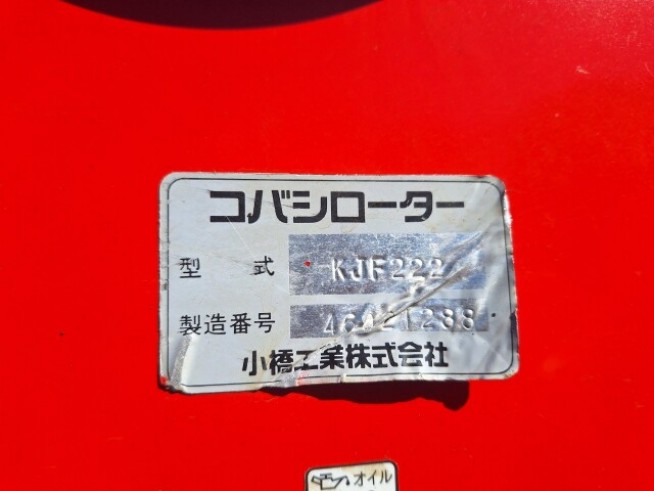 コバシローター
型式 KJF222
製造番号
小橋工業株式会社
オイル